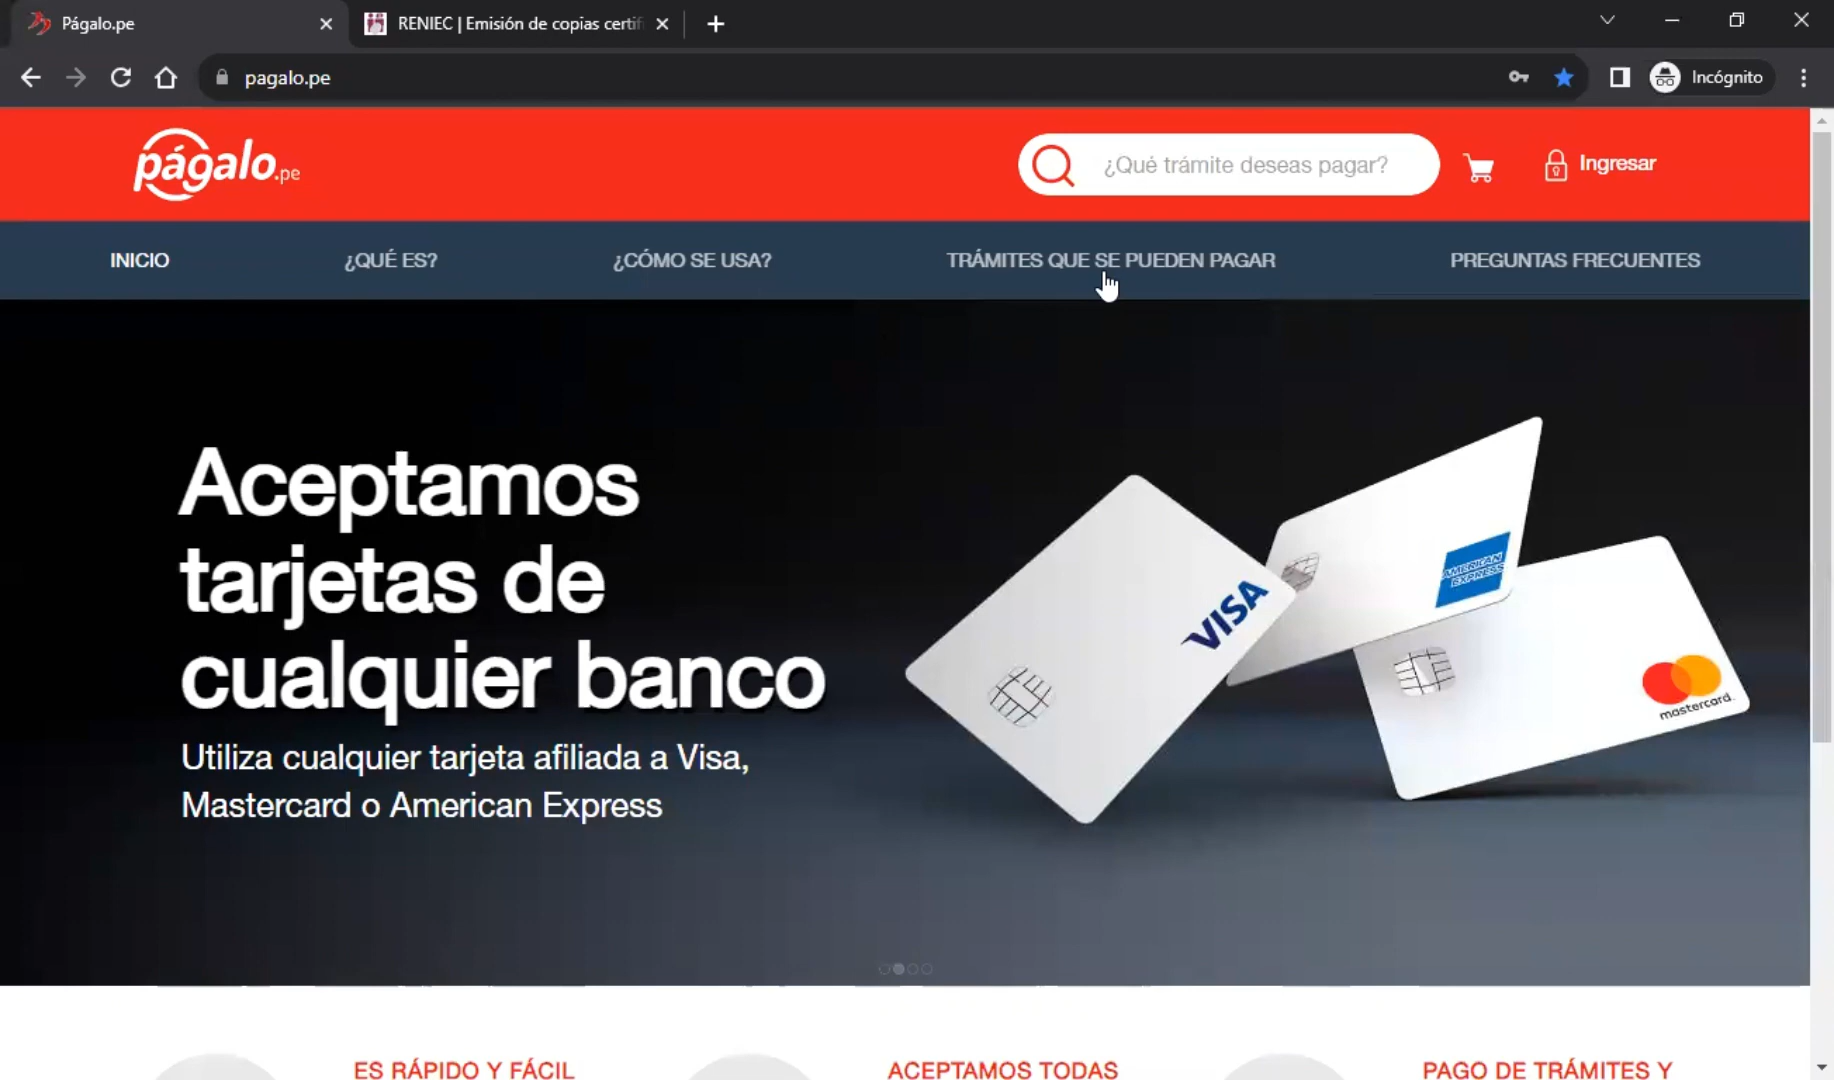 Págalo.pe
RENIEC | Emisión de copias certifi
pagalo.pe
Incógnito
págalo.pe
¿Qué trámite deseas pagar?
Ingresar
INICIO
¿QUÉ ES?
¿CÓMO SE USA?
TRÁMITES QUE SE PUEDEN PAGAR
PREGUNTAS FRECUENTES
Aceptamos
tarjetas de
cualquier banco
Utiliza cualquier tarjeta afiliada a Visa,
Mastercard o American Express
VISA
AMERICAN
EXPRESS
mastercard.
ES RÁPIDO Y FÁCIL
ACEPTAMOS TODAS
PAGO DE TRÁMITES Y